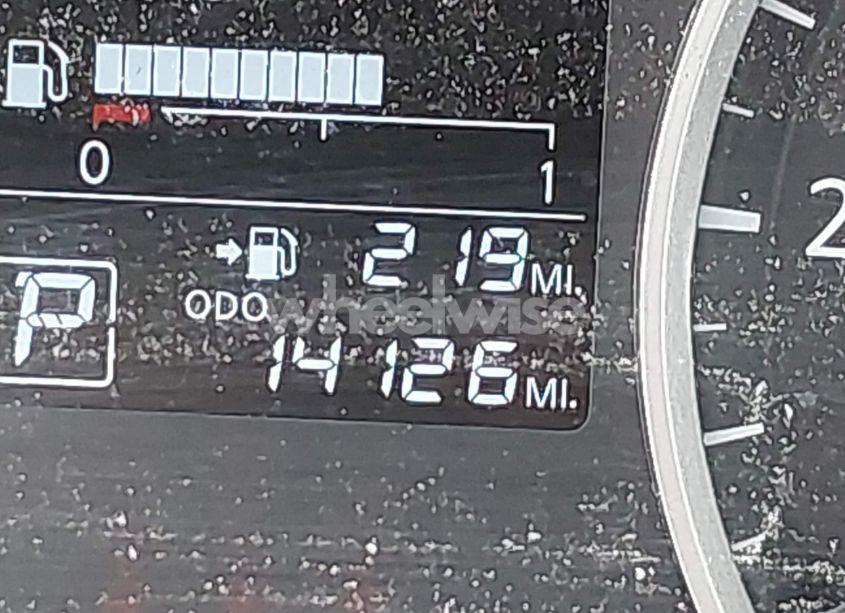 0 1
219 MI.
P
ODO
wheelwise
14126 MI.
2